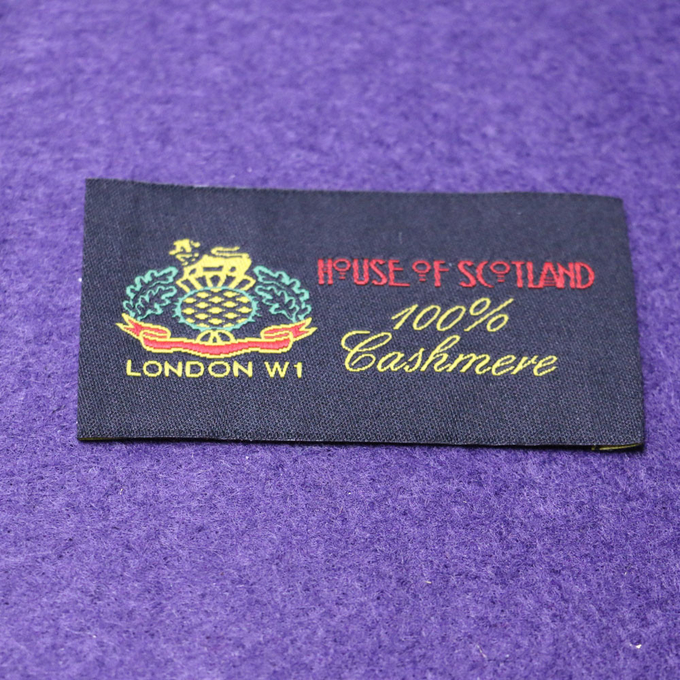 HOUSE OF SCOTLAND
100%
Cashmere
LONDON W1